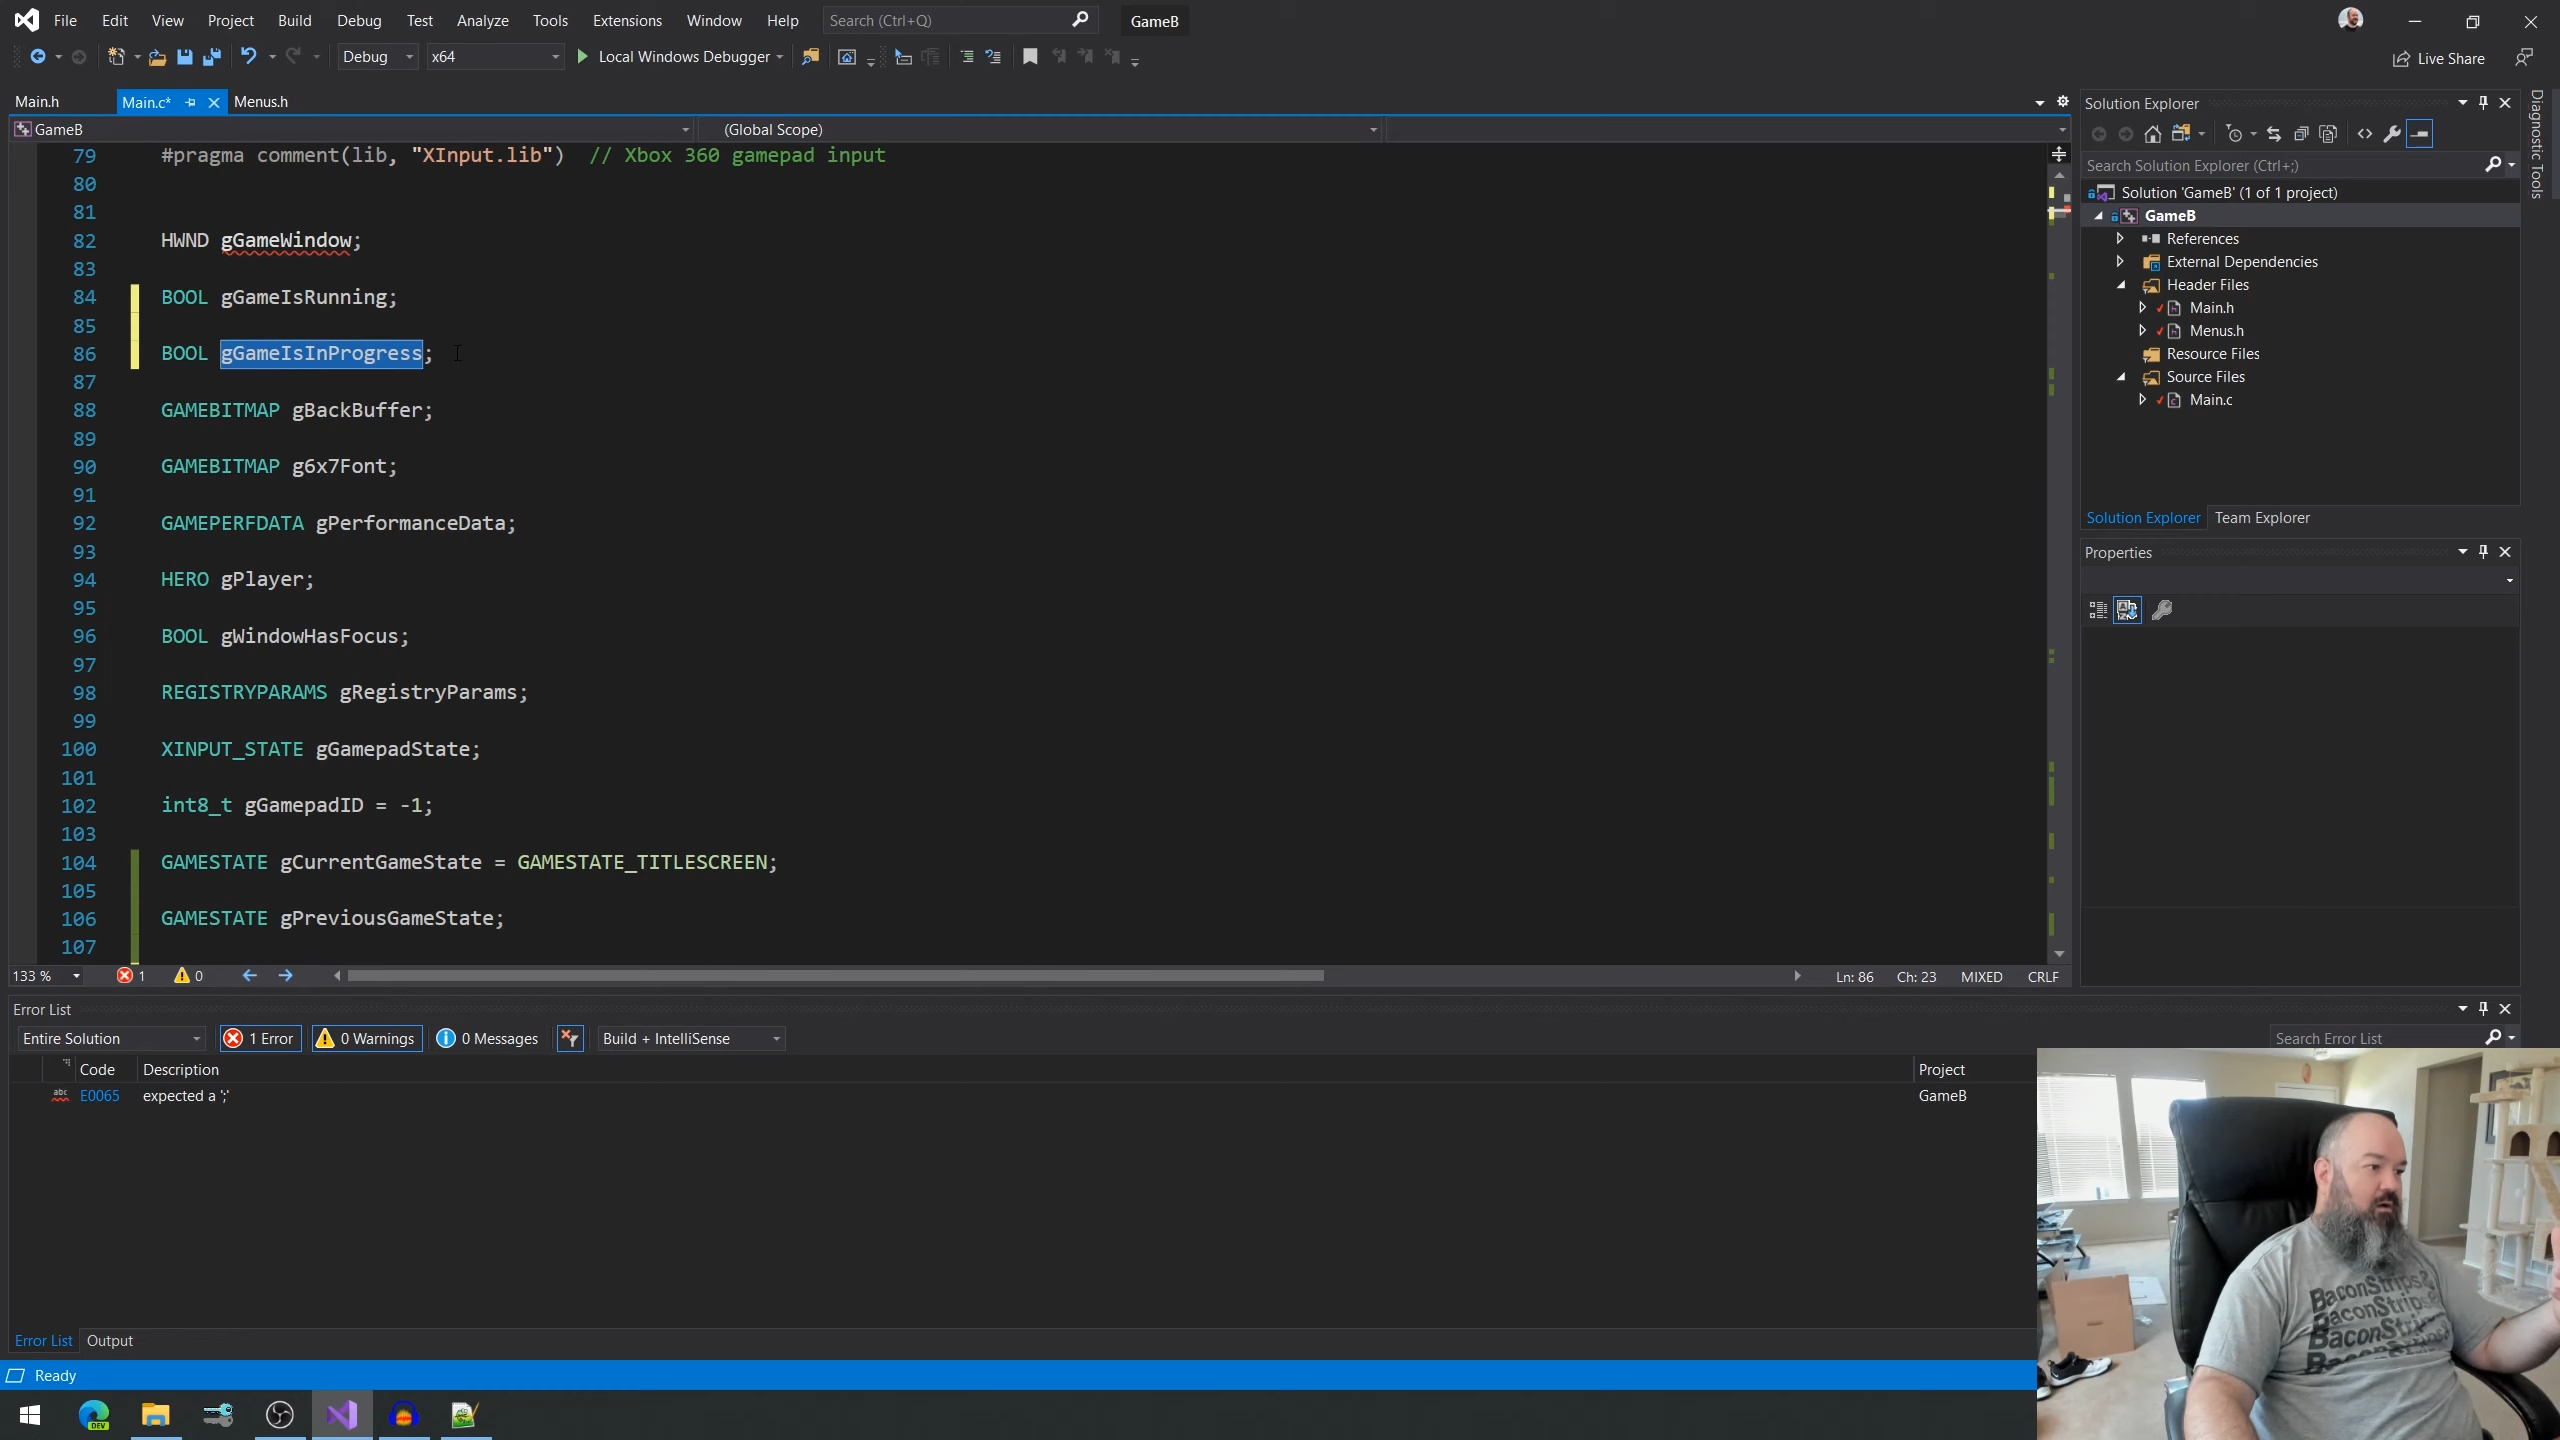 File Edit View Project Build Debug Test Analyze Tools Extensions Window Help Search (Ctrl+Q) GameB
Debug x64 Local Windows Debugger Live Share
Main.h Main.c* Menus.h
GameB (Global Scope)
79 #pragma comment(lib, "XInput.lib") // Xbox 360 gamepad input
80
81
82 HWND gGameWindow;
83
84 BOOL gGameIsRunning;
85
86 BOOL gGameIsInProgress;
87
88 GAMEBITMAP gBackBuffer;
89
90 GAMEBITMAP g6x7Font;
91
92 GAMEPERFDATA gPerformanceData;
93
94 HERO gPlayer;
95
96 BOOL gWindowHasFocus;
97
98 REGISTRYPARAMS gRegistryParams;
99
100 XINPUT_STATE gGamepadState;
101
102 int8_t gGamepadID = -1;
103
104 GAMESTATE gCurrentGameState = GAMESTATE_TITLESCREEN;
105
106 GAMESTATE gPreviousGameState;
107
133 % 1 0 Ln: 86 Ch: 23 MIXED CRLF
Solution Explorer
Search Solution Explorer (Ctrl+;)
Solution 'GameB' (1 of 1 project)
GameB
References
External Dependencies
Header Files
Main.h
Menus.h
Resource Files
Source Files
Main.c
Solution Explorer Team Explorer
Properties
Diagnostic Tools
Error List
Entire Solution 1 Error 0 Warnings 0 Messages Build + IntelliSense Search Error List
Code Description Project
abc E0065 expected a ';' GameB
Error List Output
Ready
DEV
BaconStrips&
BaconStrips&
BaconStrips&